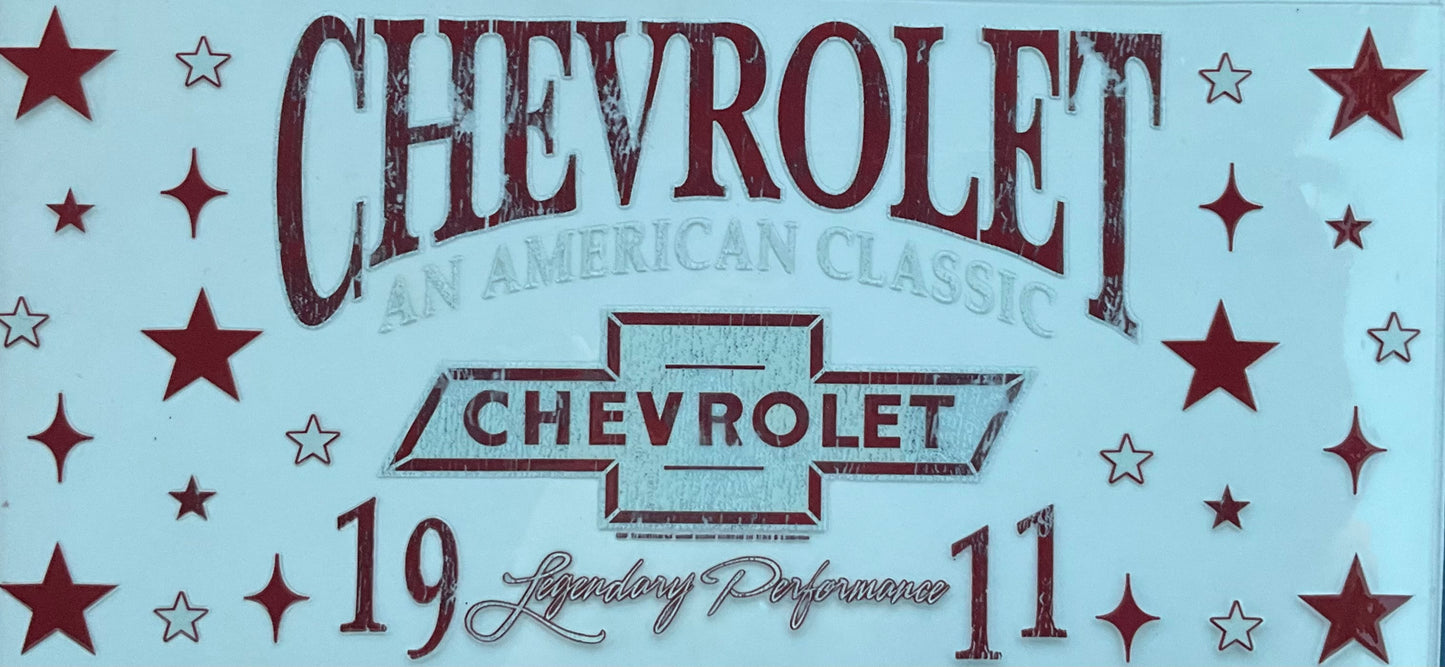 CHEVROLET
AN AMERICAN CLASSIC
CHEVROLET
19 Legendary Performance 11